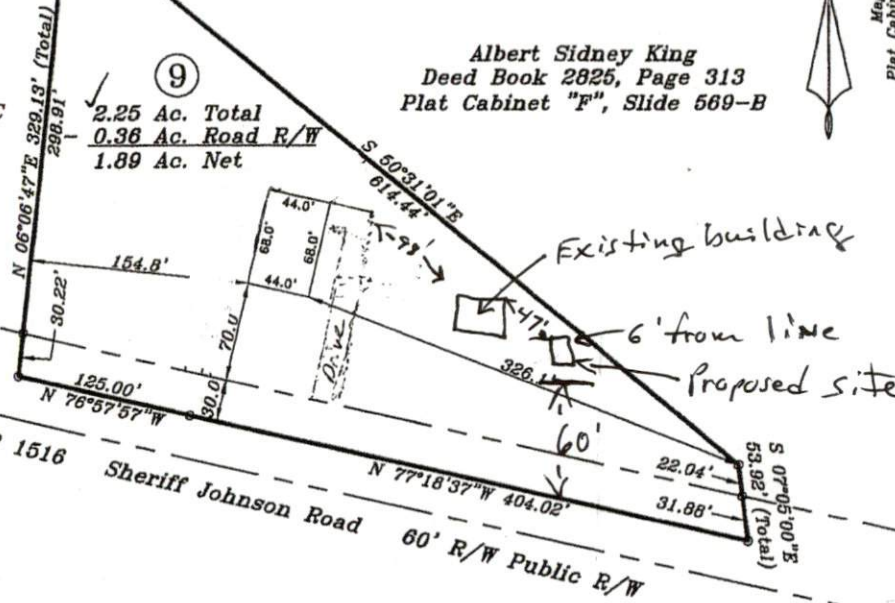 Albert Sidney King
Deed Book 2825, Page 313
Plat Cabinet "F", Slide 569-B
9
2.25 Ac. Total
- 0.36 Ac. Road R/W
1.89 Ac. Net
N 06°06'47"E 329.13' (Total)
298.91'
S 50°31'01"E
614.44'
44.0'
68.0'
68.0'
44.0'
98'
Existing building
154.8'
30.22'
70.0
Drive
47'
6' from line
326.1
Proposed site
125.00'
30.0'
60'
N 76°57'57"W
22.04'
S 07°05'00"E
53.92' (Total)
31.88'
N 77°18'37"W 404.02'
1516
Sheriff Johnson Road
60' R/W Public R/W